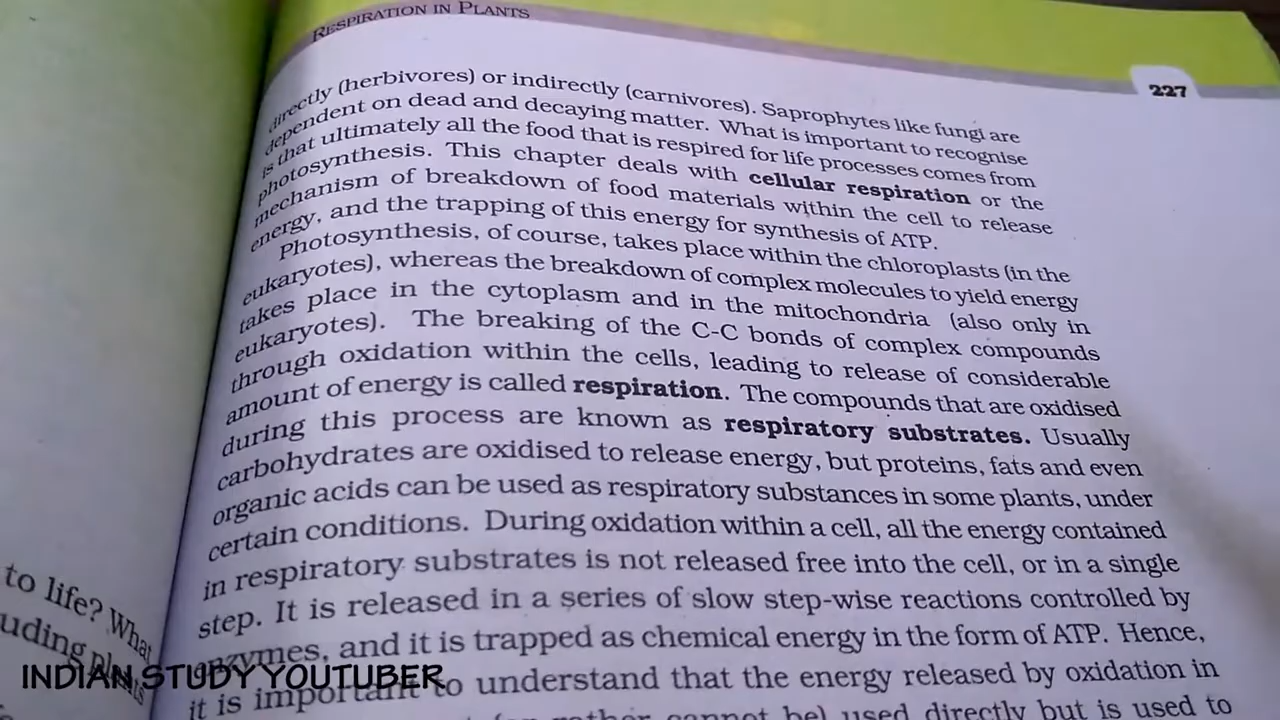 RESPIRATION IN PLANTS
227
directly (herbivores) or indirectly (carnivores). Saprophytes like fungi are
dependent on dead and decaying matter. What is important to recognise
is that ultimately all the food that is respired for life processes comes from
photosynthesis. This chapter deals with cellular respiration or the
mechanism of breakdown of food materials within the cell to release
energy, and the trapping of this energy for synthesis of ATP.
Photosynthesis, of course, takes place within the chloroplasts (in the
eukaryotes), whereas the breakdown of complex molecules to yield energy
takes place in the cytoplasm and in the mitochondria (also only in
eukaryotes). The breaking of the C-C bonds of complex compounds
through oxidation within the cells, leading to release of considerable
amount of energy is called respiration. The compounds that are oxidised
during this process are known as respiratory substrates. Usually
carbohydrates are oxidised to release energy, but proteins, fats and even
organic acids can be used as respiratory substances in some plants, under
certain conditions. During oxidation within a cell, all the energy contained
in respiratory substrates is not released free into the cell, or in a single
step. It is released in a series of slow step-wise reactions controlled by
enzymes, and it is trapped as chemical energy in the form of ATP. Hence,
it is important to understand that the energy released by oxidation in
cannot be) used directly but is used to
to life? What
uding
INDIAN STUDY YOUTUBER